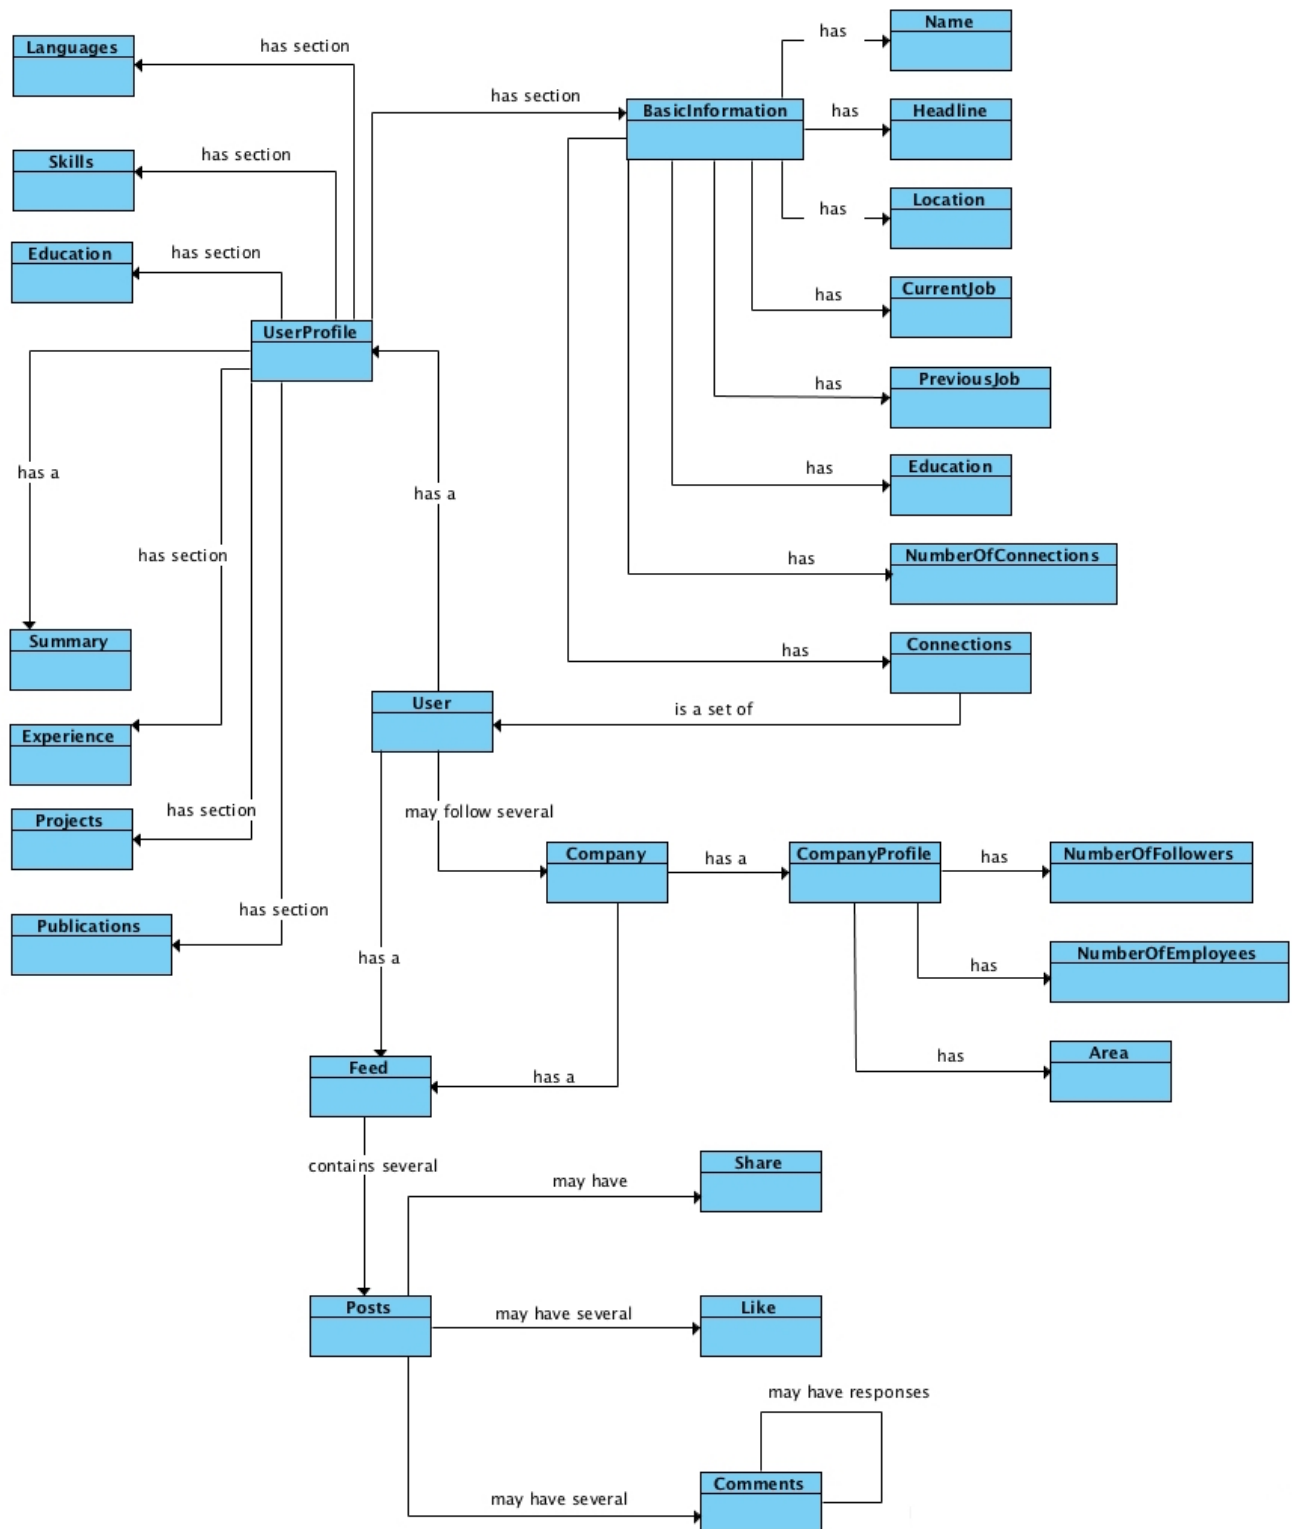 Name
has
Languages
has section
has section
BasicInformation
has
Headline
Skills
has section
Location
has
Education
has section
CurrentJob
has
UserProfile
PreviousJob
has
has a
has a
Education
has
has section
NumberOfConnections
has
Summary
Connections
has
User
is a set of
Experience
Projects
has section
may follow several
Company
has a
CompanyProfile
has
NumberOfFollowers
Publications
has section
has a
NumberOfEmployees
has
Feed
has a
Area
has
contains several
Share
may have
Posts
may have several
Like
may have responses
Comments
may have several